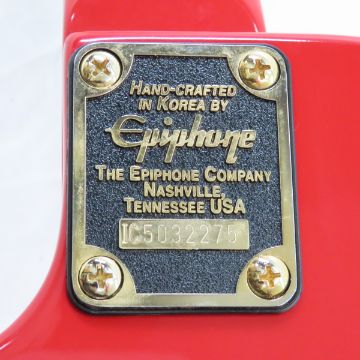 HAND-CRAFTED
IN KOREA BY
Epiphone
THE EPIPHONE COMPANY
NASHVILLE,
TENNESSEE USA
IC5032275